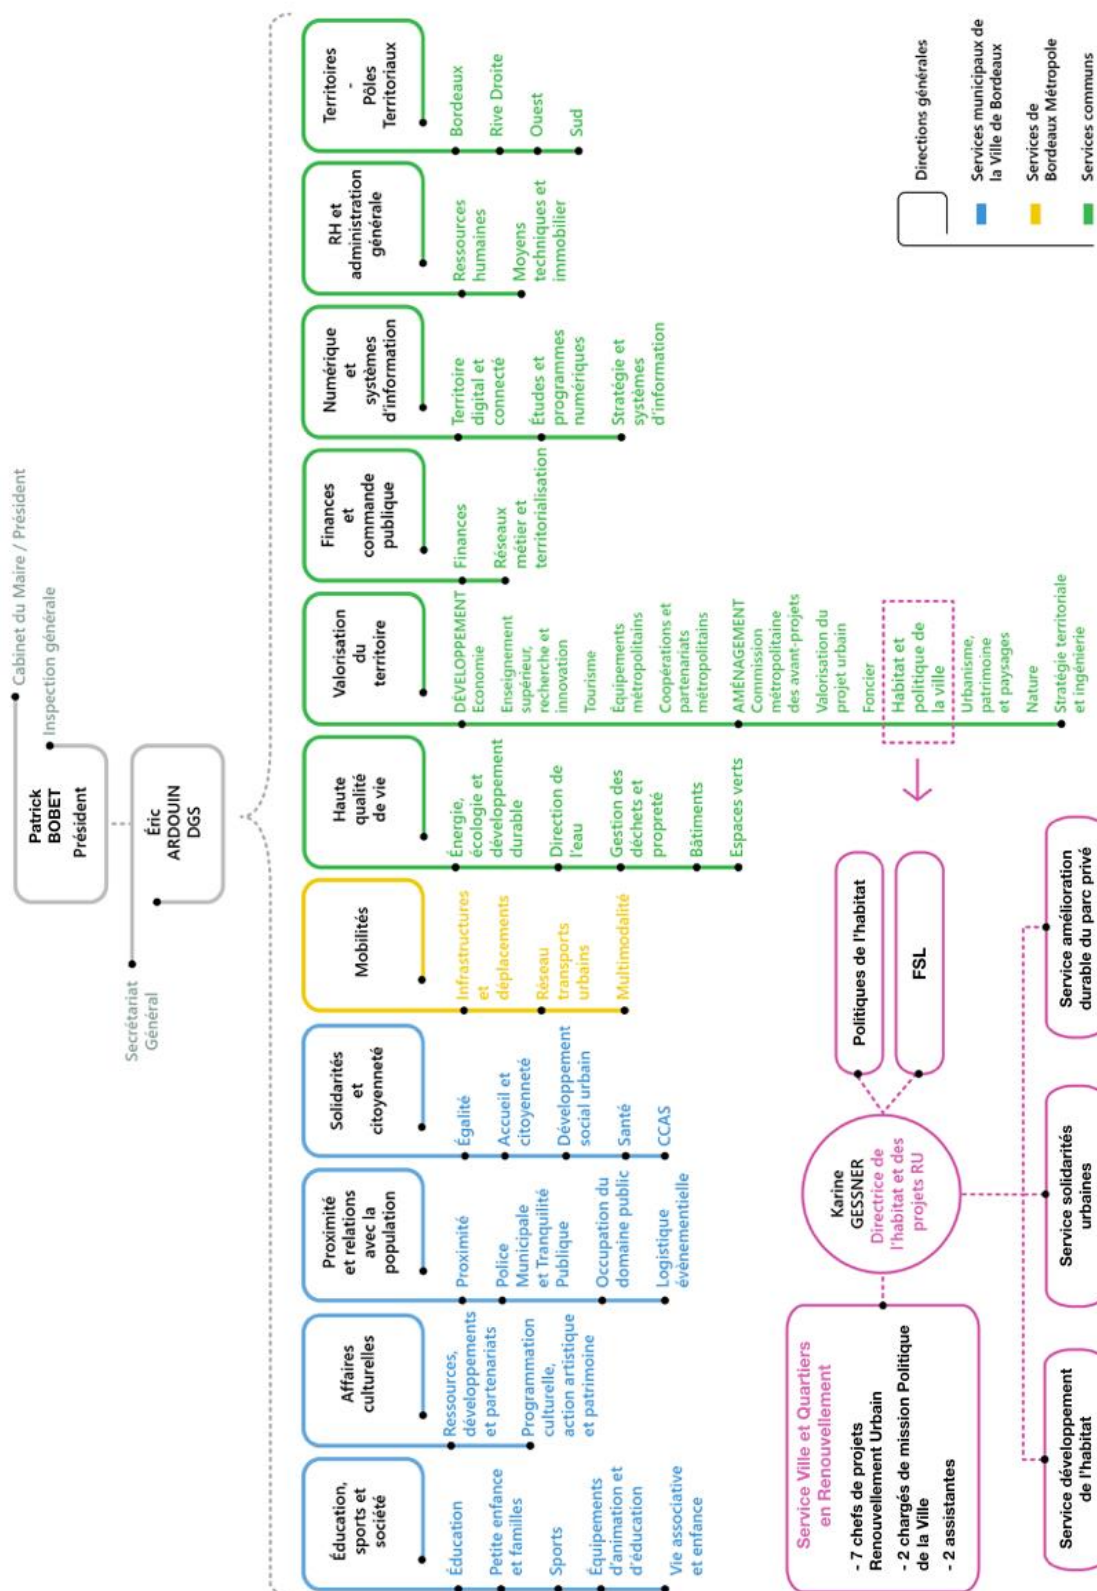 Cabinet du Maire / Président
Patrick
BOBET
Président
Inspection générale
Secrétariat
Général
Éric
ARDOUIN
DGS
Éducation,
sports et
société
Éducation
Petite enfance
et familles
Sports
Équipements
d'animation et
d'éducation
Vie associative
et enfance
Affaires
culturelles
Ressources,
développements
et partenariats
Programmation
culturelle,
action artistique
et patrimoine
Proximité
et relations
avec la
population
Proximité
Police
Municipale
et Tranquilité
Publique
Occupation du
domaine public
Logistique
évènementielle
Solidarités
et
citoyenneté
Égalité
Accueil et
citoyenneté
Développement
social urbain
Santé
CCAS
Mobilités
Infrastructures
et
déplacements
Réseau
transports
urbains
Multimodalité
Haute
qualité
de vie
Énergie,
écologie et
développement
durable
Direction de
l'eau
Gestion des
déchets et
propreté
Bâtiments
Espaces verts
Valorisation
du
territoire
DÉVELOPPEMENT
Economie
Enseignement
supérieur,
recherche et
innovation
Tourisme
Équipements
métropolitains
Coopérations et
partenariats
métropolitains
AMÉNAGEMENT
Commission
métropolitaine
des avant-projets
Valorisation du
projet urbain
Foncier
Habitat et
politique de
la ville
Urbanisme,
patrimoine
et paysages
Nature
Stratégie territoriale
et ingénierie
Finances
et
commande
publique
Finances
Réseaux
métier et
territorialisation
Numérique
et
systèmes
d'information
Territoire
digital et
connecté
Études et
programmes
numériques
Stratégie et
systèmes
d'information
RH et
administration
générale
Ressources
humaines
Moyens
techniques et
immobilier
Territoires
-
Pôles
Territoriaux
Bordeaux
Rive Droite
Ouest
Sud
Service Ville et Quartiers
en Renouvellement
- 7 chefs de projets
Renouvellement Urbain
- 2 chargés de mission Politique
de la Ville
- 2 assistantes
Karine
GESSNER
Directrice de
l'habitat et des
projets RU
Politiques de l'habitat
FSL
Service développement
de l'habitat
Service solidarités
urbaines
Service amélioration
durable du parc privé
Directions générales
Services municipaux de
la Ville de Bordeaux
Services de
Bordeaux Métropole
Services communs